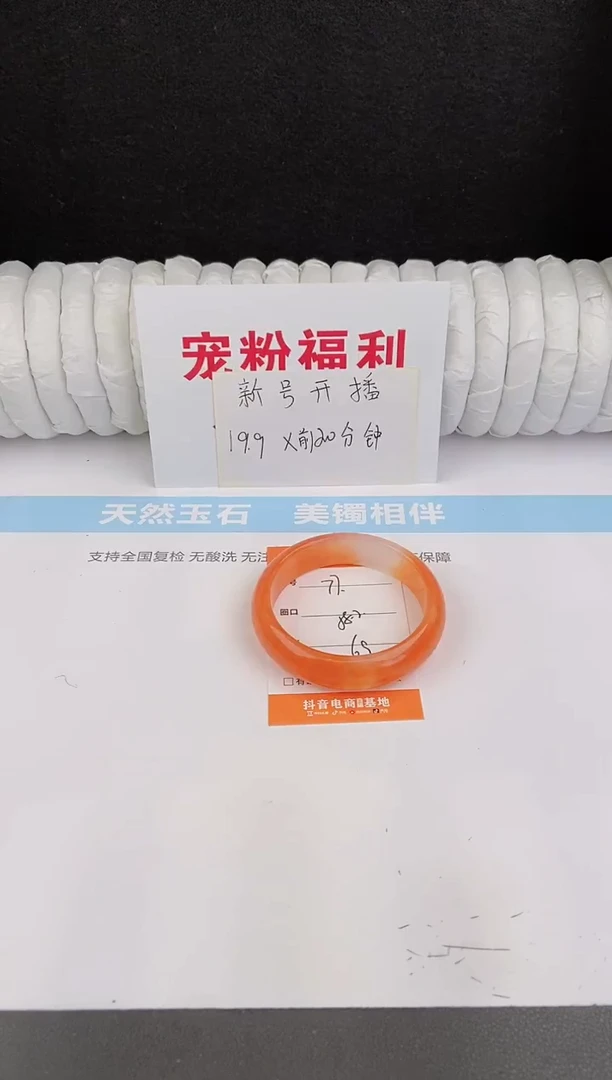 宠粉福利
新号开播
19.9 X前20分钟
天然玉石 美镯相伴
支持全国复检 无酸洗 无注
保障
圈口
65
抖音电商 基地